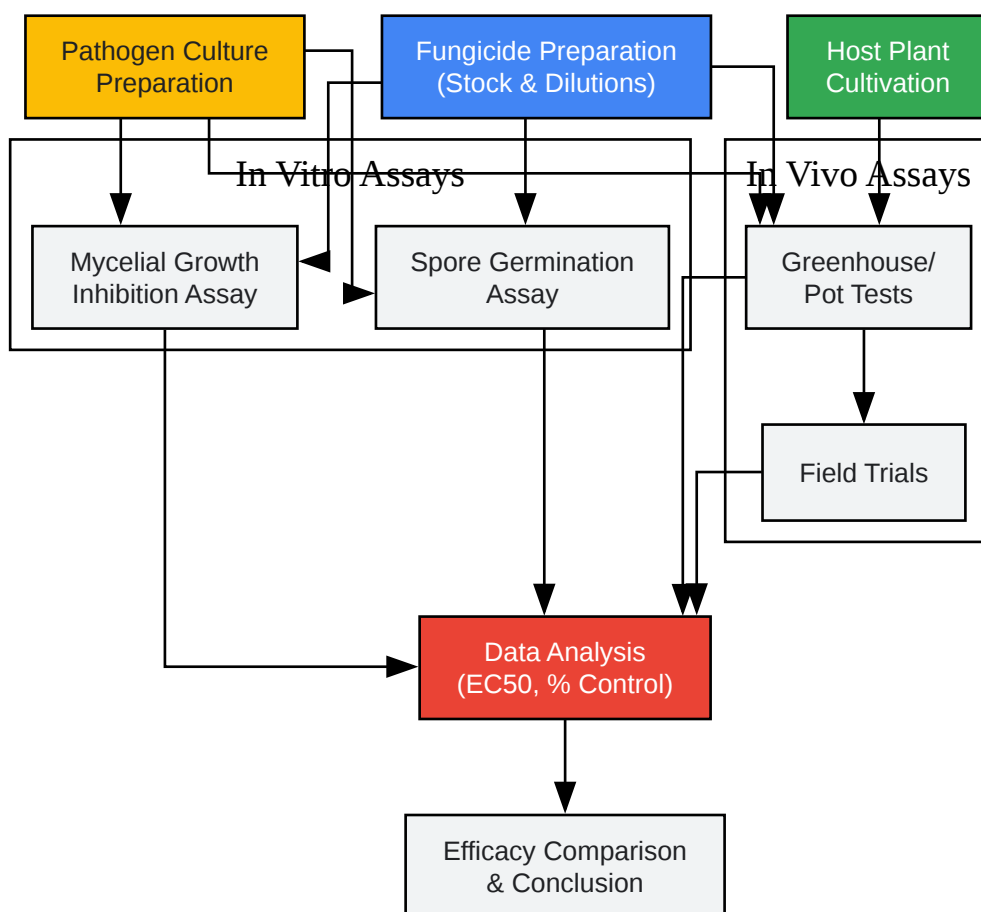 Pathogen Culture
Preparation
Fungicide Preparation
(Stock & Dilutions)
Host Plant
Cultivation
In Vitro Assays
In Vivo Assays
Mycelial Growth
Inhibition Assay
Spore Germination
Assay
Greenhouse/
Pot Tests
Field Trials
Data Analysis
(EC50, % Control)
Efficacy Comparison
& Conclusion